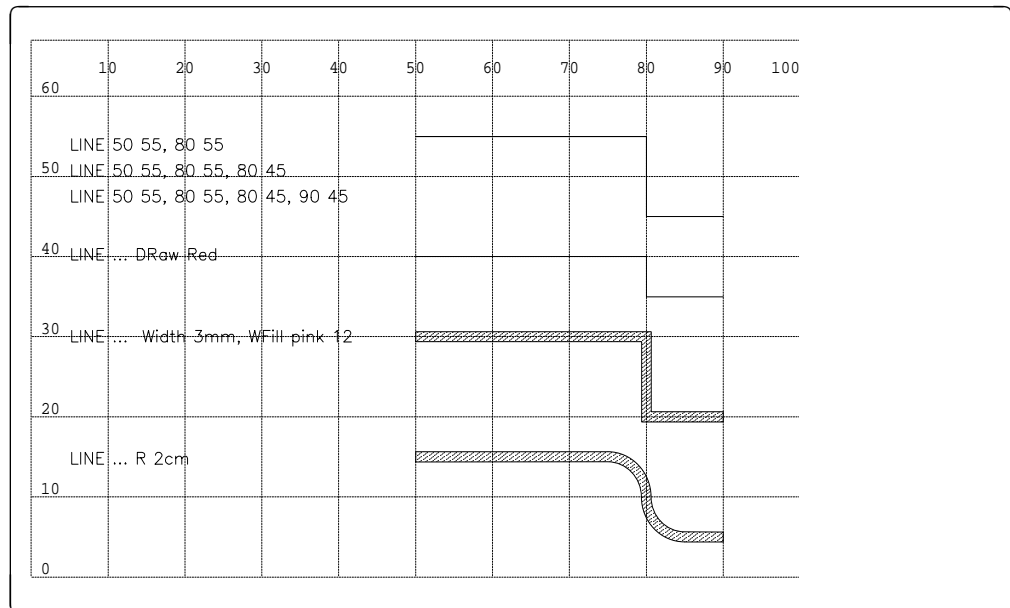 10 20 30 40 50 60 70 80 90 100
60
LINE 50 55, 80 55
50 LINE 50 55, 80 55, 80 45
LINE 50 55, 80 55, 80 45, 90 45
40 LINE ... DRaw Red
30 LINE ... Width 3mm, WFill pink 12
20
LINE ... R 2cm
10
0